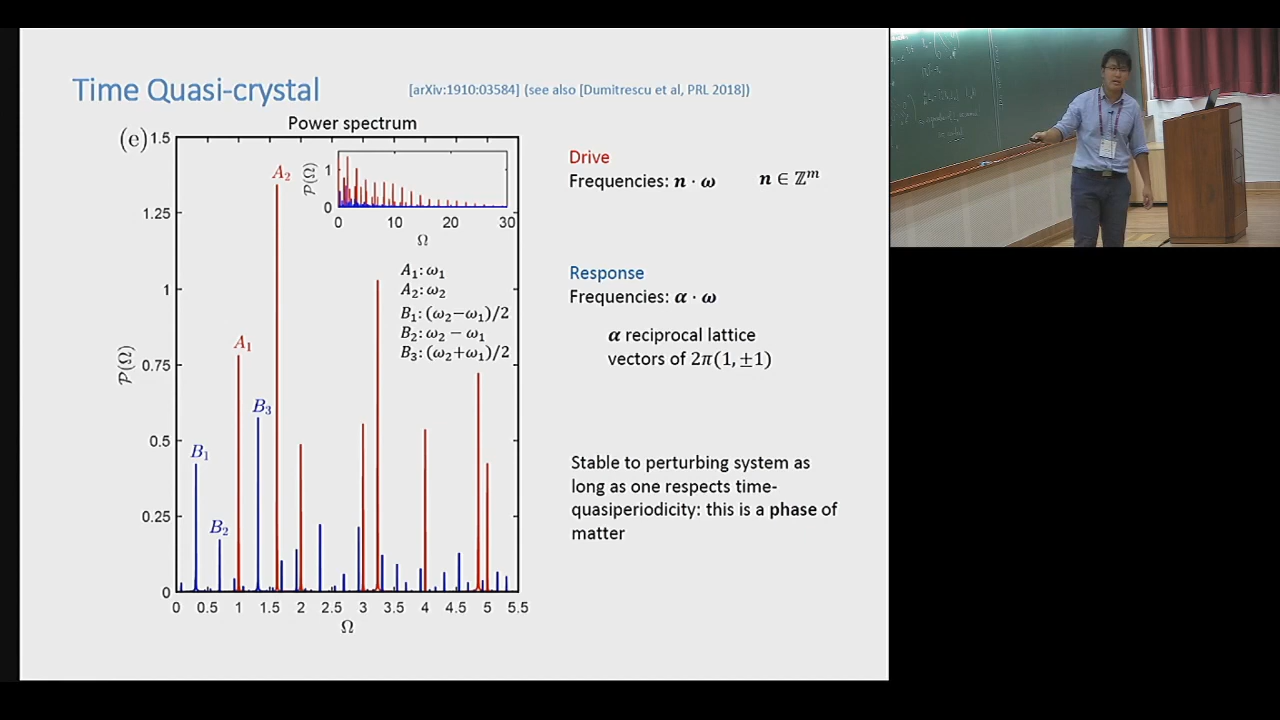 Time Quasi-crystal
[arXiv:1910:03584] (see also [Dumitrescu et al, PRL 2018])
(e)
Power spectrum
1.5
1.25
1
0.75
0.5
0.25
0
𝒫(Ω)
0 0.5 1 1.5 2 2.5 3 3.5 4 4.5 5 5.5
Ω
A₂
A₁
B₃
B₁
B₂
𝒫(Ω)
1
0
0 10 20 30
Ω
A₁: ω₁
A₂: ω₂
B₁: (ω₂−ω₁)/2
B₂: ω₂ − ω₁
B₃: (ω₂+ω₁)/2
Drive
Frequencies: n · ω n ∈ ℤᵐ
Response
Frequencies: α · ω
α reciprocal lattice
vectors of 2π(1, ±1)
Stable to perturbing system as
long as one respects time-
quasiperiodicity: this is a phase of
matter